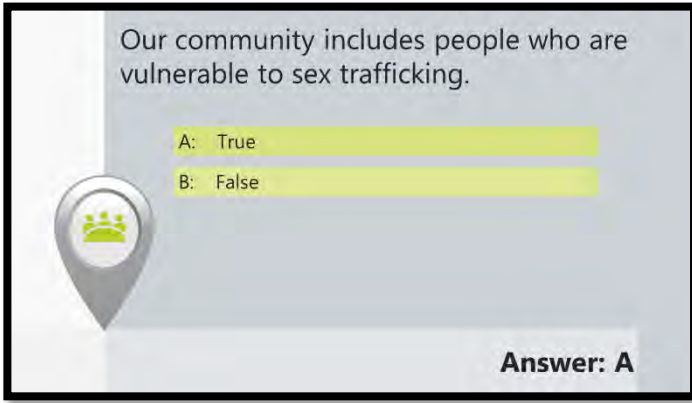 Our community includes people who are
vulnerable to sex trafficking.
A: True
B: False
Answer: A